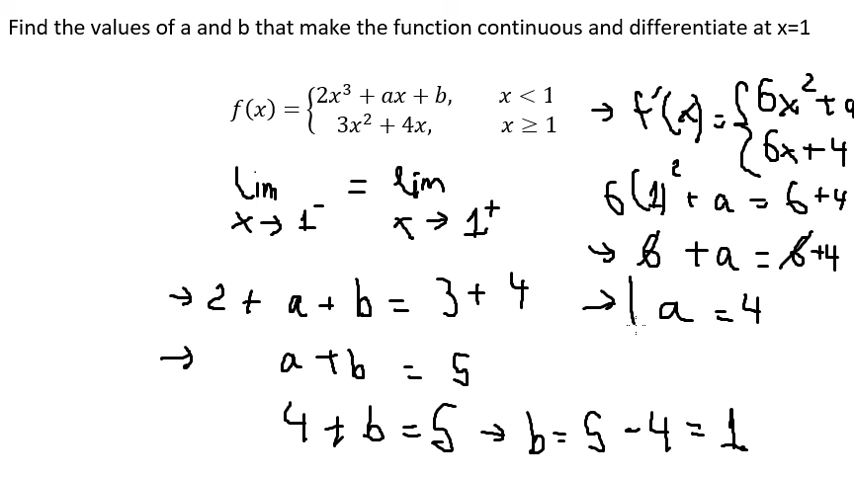 Find the values of a and b that make the function continuous and differentiate at x=1
f(x) = {2x³ + ax + b, x < 1
3x² + 4x, x ≥ 1
→ f'(x) = {6x² + a
{6x + 4
lim = lim
x → 1⁻ x → 1⁺
6(1)² + a = 6 + 4
→ 6 + a = 6 + 4
→ 2 + a + b = 3 + 4
→ a = 4
→ a + b = 5
4 + b = 5 → b = 5 - 4 = 1